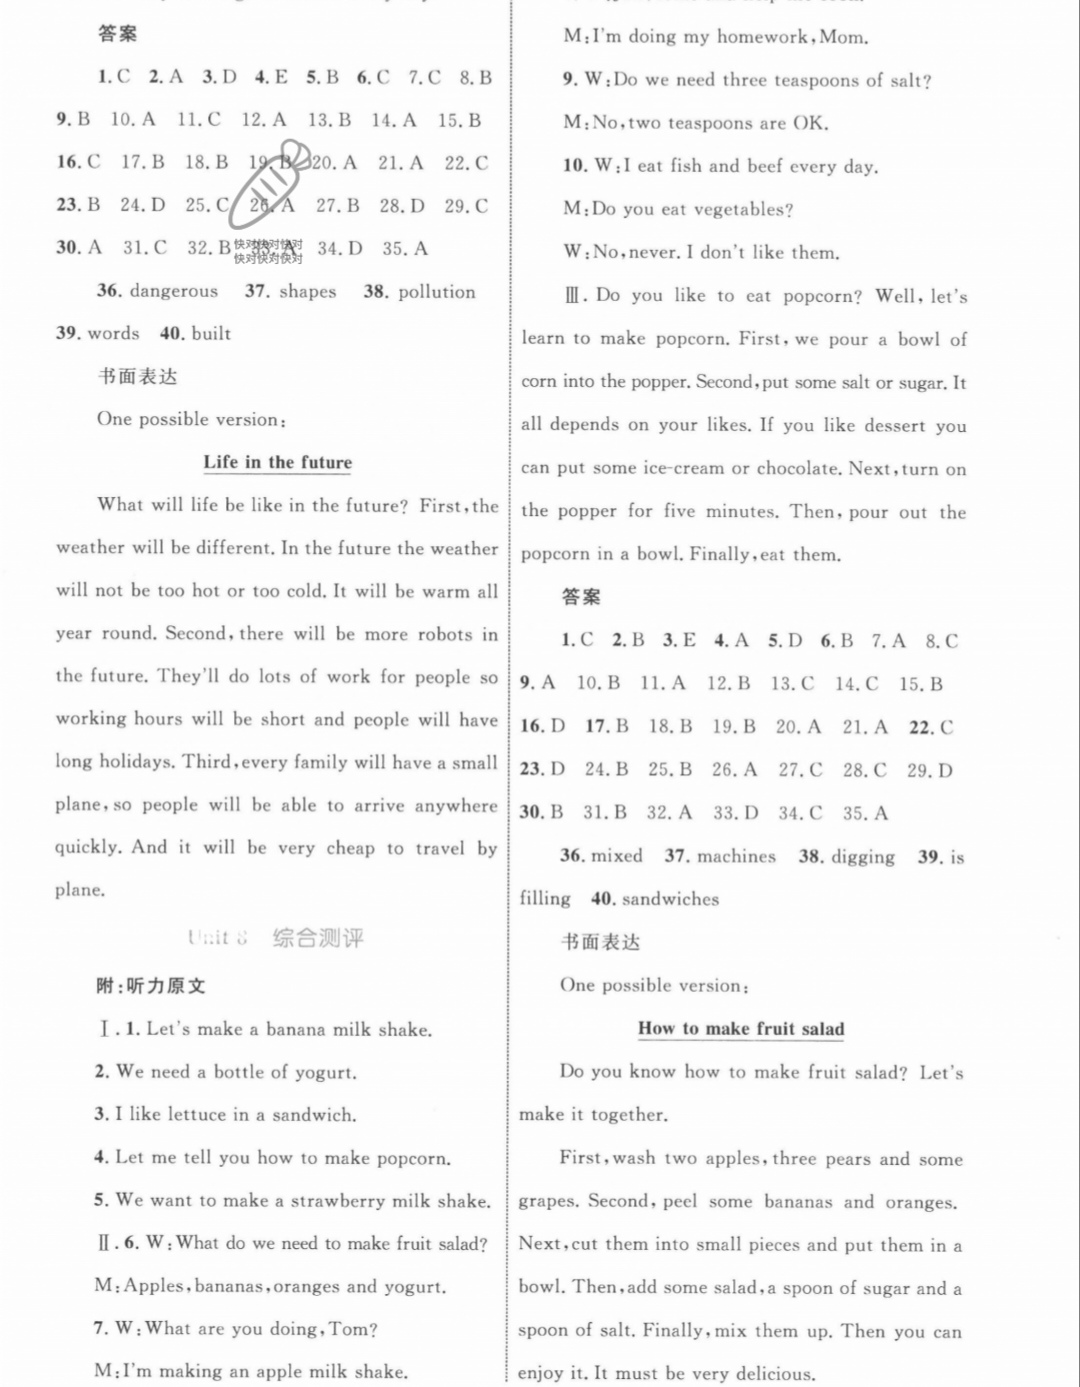 答案
1. C 2. A 3. D 4. E 5. B 6. C 7. C 8. B
9. B 10. A 11. C 12. A 13. B 14. A 15. B
16. C 17. B 18. B 19. B 20. A 21. A 22. C
23. B 24. D 25. C 26. A 27. B 28. D 29. C
30. A 31. C 32. B 33. A 34. D 35. A
快对快对快对
快对快对快对
36. dangerous 37. shapes 38. pollution
39. words 40. built
书面表达
One possible version:
Life in the future
What will life be like in the future? First, the
weather will be different. In the future the weather
will not be too hot or too cold. It will be warm all
year round. Second, there will be more robots in
the future. They'll do lots of work for people so
working hours will be short and people will have
long holidays. Third, every family will have a small
plane, so people will be able to arrive anywhere
quickly. And it will be very cheap to travel by
plane.
Unit 8 综合测评
附:听力原文
Ⅰ. 1. Let's make a banana milk shake.
2. We need a bottle of yogurt.
3. I like lettuce in a sandwich.
4. Let me tell you how to make popcorn.
5. We want to make a strawberry milk shake.
Ⅱ. 6. W: What do we need to make fruit salad?
M: Apples, bananas, oranges and yogurt.
7. W: What are you doing, Tom?
M: I'm making an apple milk shake.
M: I'm doing my homework, Mom.
9. W: Do we need three teaspoons of salt?
M: No, two teaspoons are OK.
10. W: I eat fish and beef every day.
M: Do you eat vegetables?
W: No, never. I don't like them.
Ⅲ. Do you like to eat popcorn? Well, let's
learn to make popcorn. First, we pour a bowl of
corn into the popper. Second, put some salt or sugar. It
all depends on your likes. If you like dessert you
can put some ice-cream or chocolate. Next, turn on
the popper for five minutes. Then, pour out the
popcorn in a bowl. Finally, eat them.
答案
1. C 2. B 3. E 4. A 5. D 6. B 7. A 8. C
9. A 10. B 11. A 12. B 13. C 14. C 15. B
16. D 17. B 18. B 19. B 20. A 21. A 22. C
23. D 24. B 25. B 26. A 27. C 28. C 29. D
30. B 31. B 32. A 33. D 34. C 35. A
36. mixed 37. machines 38. digging 39. is
filling 40. sandwiches
书面表达
One possible version:
How to make fruit salad
Do you know how to make fruit salad? Let's
make it together.
First, wash two apples, three pears and some
grapes. Second, peel some bananas and oranges.
Next, cut them into small pieces and put them in a
bowl. Then, add some salad, a spoon of sugar and a
spoon of salt. Finally, mix them up. Then you can
enjoy it. It must be very delicious.